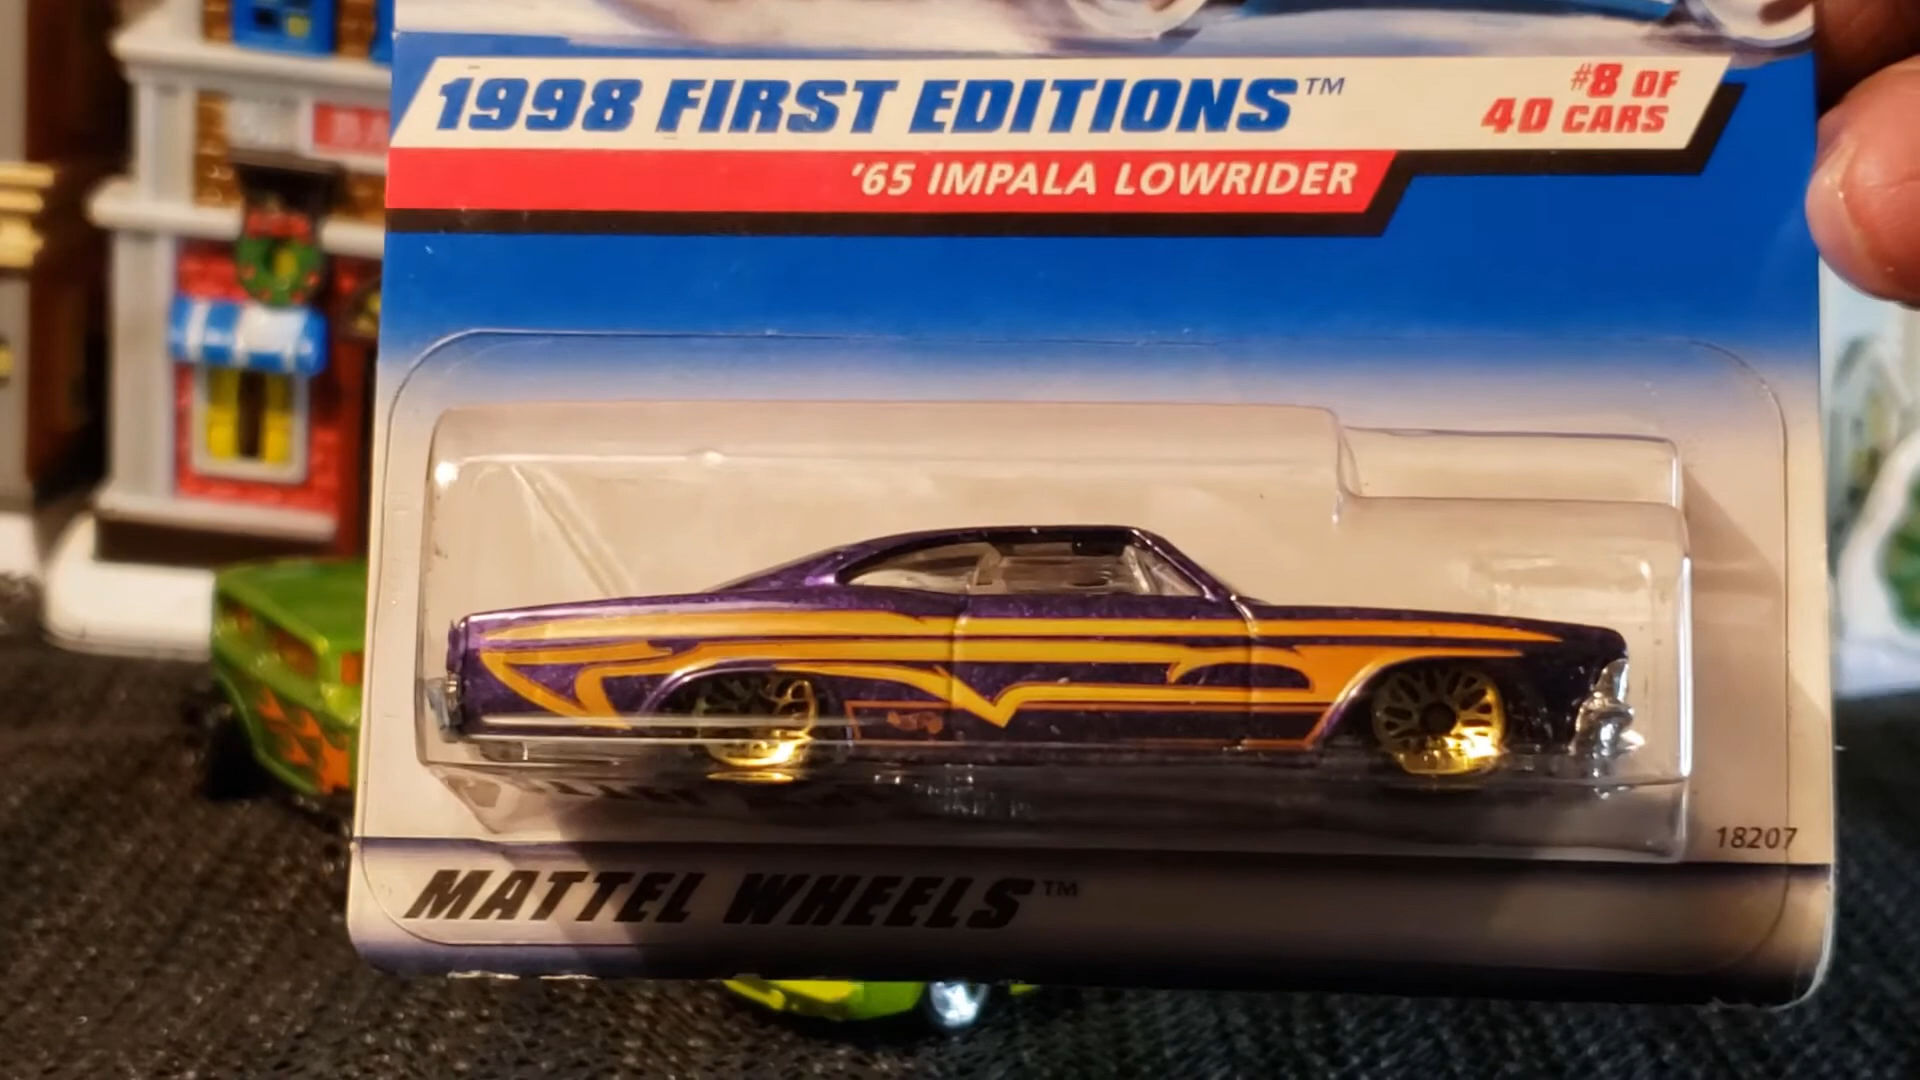 1998 FIRST EDITIONS™
#8 OF
40 CARS
'65 IMPALA LOWRIDER
18207
MATTEL WHEELS™